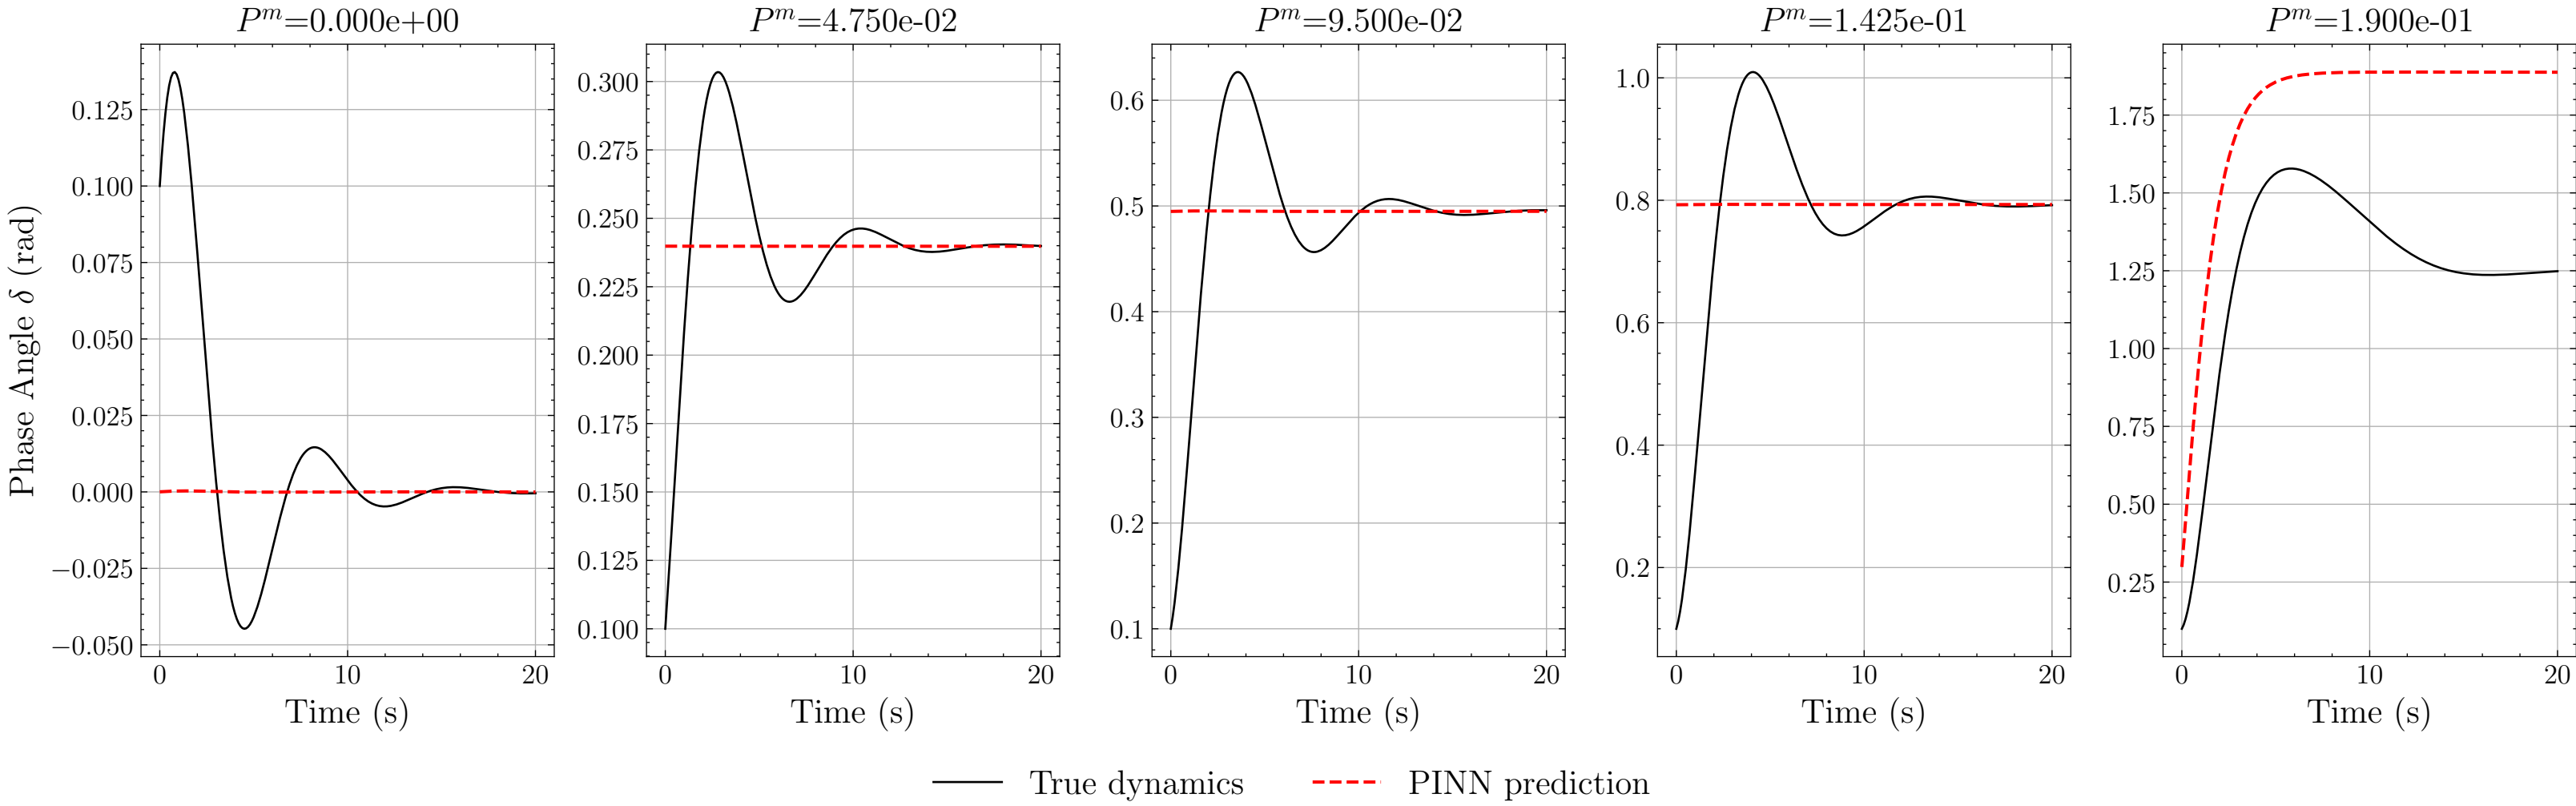 P^m=0.000e+00
P^m=4.750e-02
P^m=9.500e-02
P^m=1.425e-01
P^m=1.900e-01
Phase Angle δ (rad)
0.125
0.100
0.075
0.050
0.025
0.000
−0.025
−0.050
0 10 20
Time (s)
0.300
0.275
0.250
0.225
0.200
0.175
0.150
0.125
0.100
0 10 20
Time (s)
0.6
0.5
0.4
0.3
0.2
0.1
0 10 20
Time (s)
1.0
0.8
0.6
0.4
0.2
0 10 20
Time (s)
1.75
1.50
1.25
1.00
0.75
0.50
0.25
0 10 20
Time (s)
True dynamics
PINN prediction